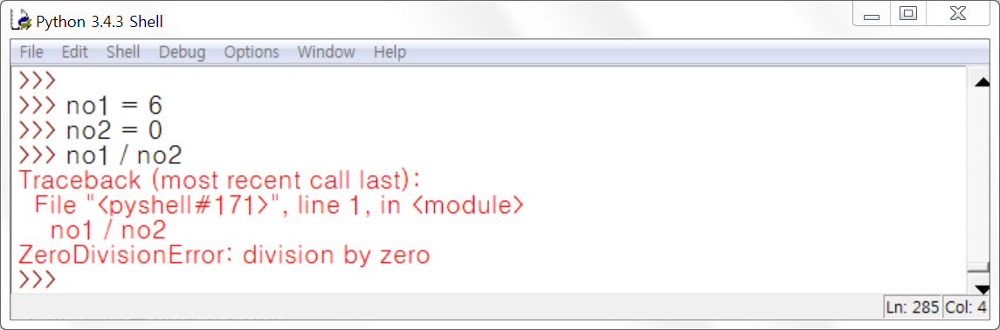 Python 3.4.3 Shell
File Edit Shell Debug Options Window Help
>>>
>>> no1 = 6
>>> no2 = 0
>>> no1 / no2
Traceback (most recent call last):
  File "<pyshell#171>", line 1, in <module>
    no1 / no2
ZeroDivisionError: division by zero
>>>
Ln: 285 Col: 4